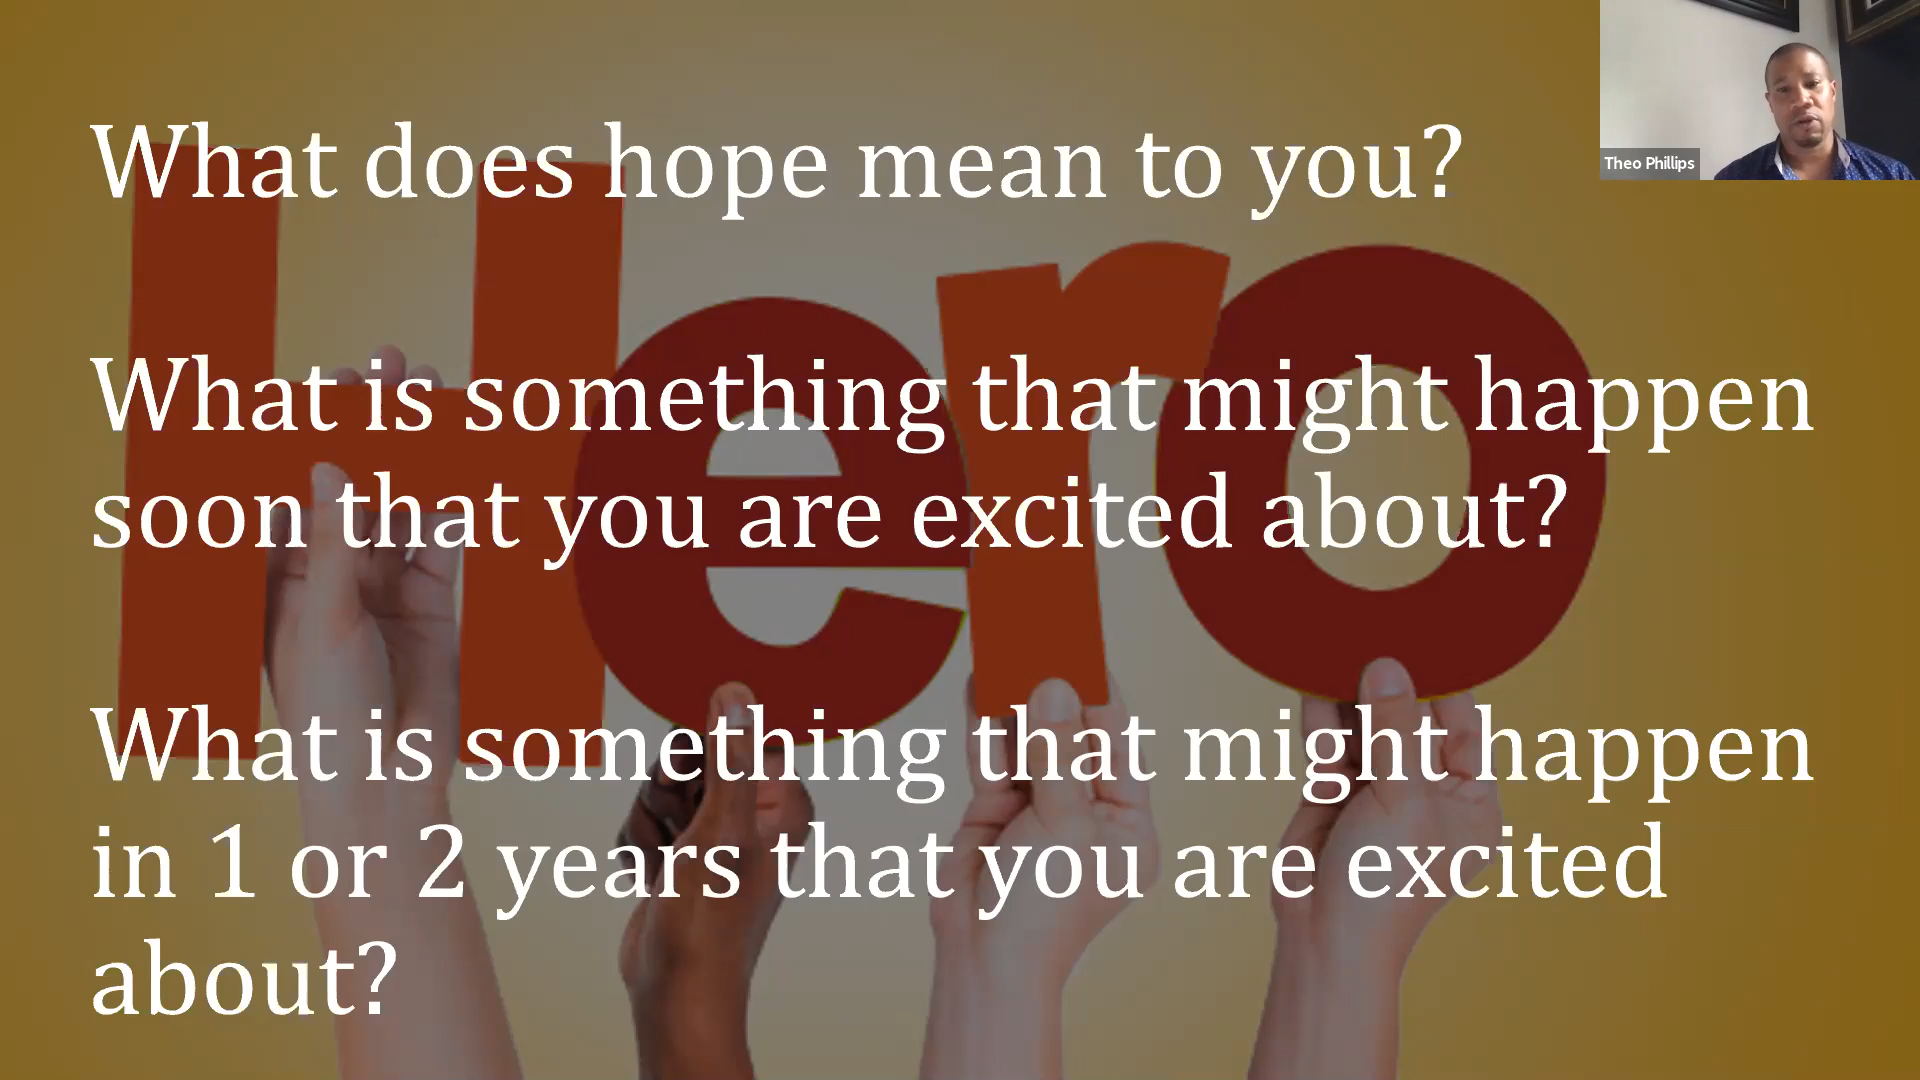 What does hope mean to you?
Theo Phillips
Hero
What is something that might happen
soon that you are excited about?
What is something that might happen
in 1 or 2 years that you are excited
about?